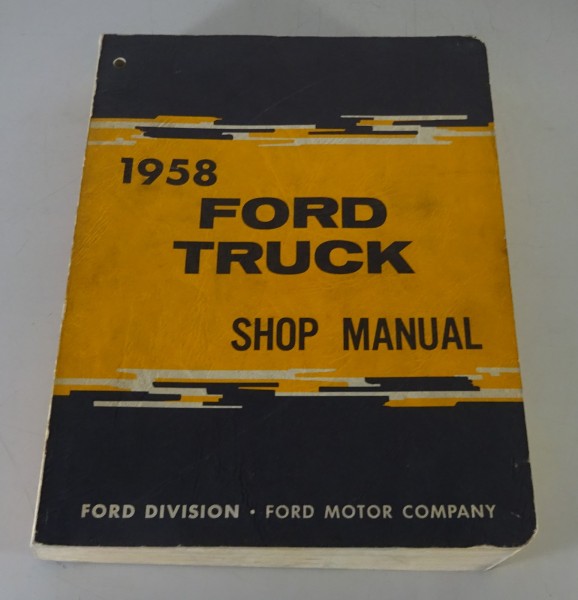 1958
FORD
TRUCK
SHOP MANUAL
FORD DIVISION • FORD MOTOR COMPANY